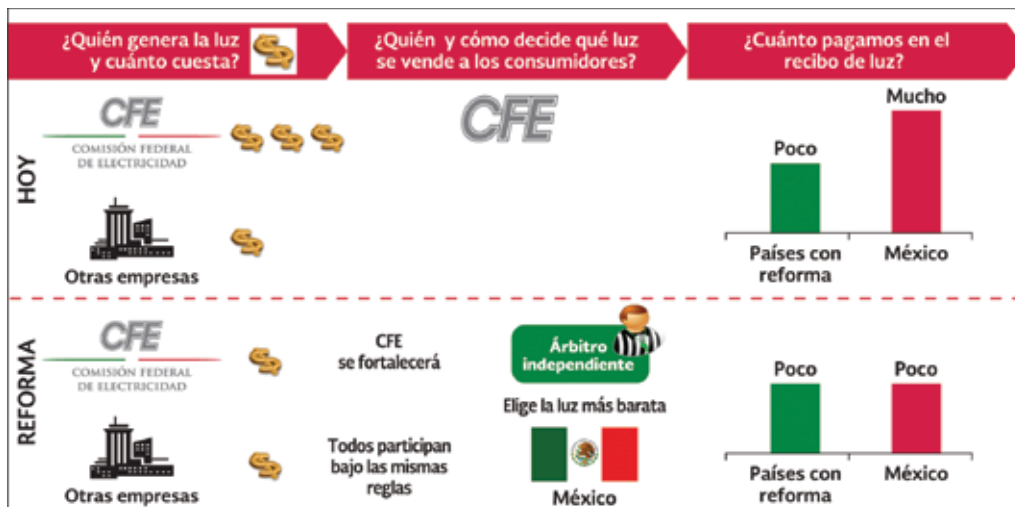 ¿Quién genera la luz
y cuánto cuesta?
¿Quién y cómo decide qué luz
se vende a los consumidores?
¿Cuánto pagamos en el
recibo de luz?
HOY
CFE
COMISIÓN FEDERAL
DE ELECTRICIDAD
Otras empresas
CFE
Mucho
Poco
Países con
reforma
México
REFORMA
CFE
COMISIÓN FEDERAL
DE ELECTRICIDAD
Otras empresas
CFE
se fortalecerá
Todos participan
bajo las mismas
reglas
Árbitro
independiente
Elige la luz más barata
México
Poco
Poco
Países con
reforma
México